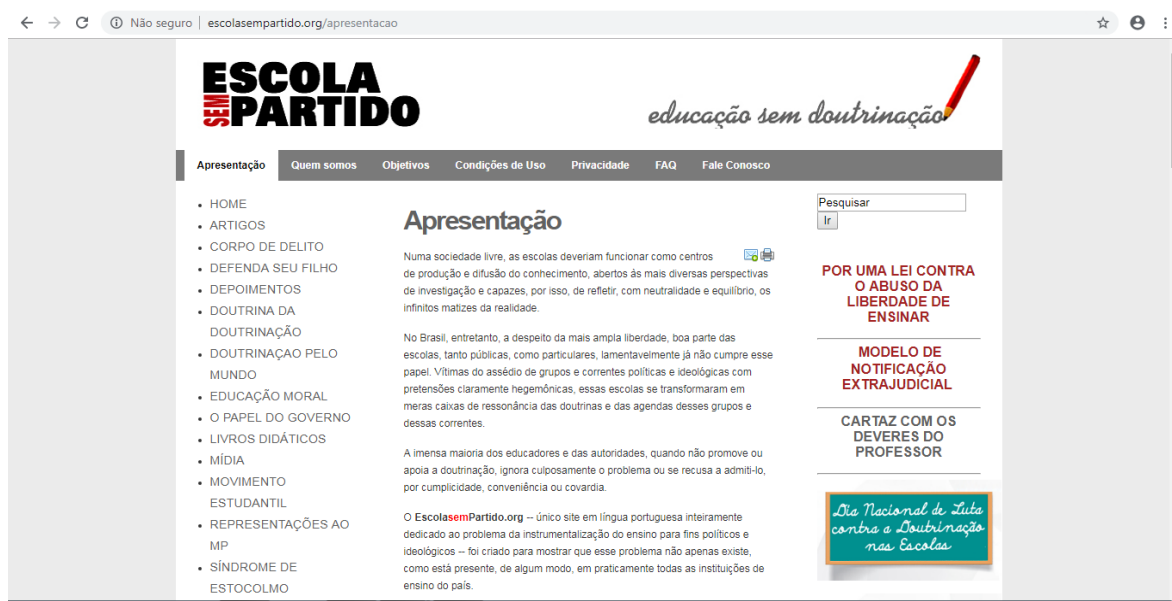 Não seguro | escolasempartido.org/apresentacao
ESCOLA
SEM PARTIDO
educação sem doutrinação
Apresentação Quem somos Objetivos Condições de Uso Privacidade FAQ Fale Conosco
HOME
ARTIGOS
CORPO DE DELITO
DEFENDA SEU FILHO
DEPOIMENTOS
DOUTRINA DA
DOUTRINAÇÃO
DOUTRINAÇAO PELO
MUNDO
EDUCAÇÃO MORAL
O PAPEL DO GOVERNO
LIVROS DIDÁTICOS
MÍDIA
MOVIMENTO
ESTUDANTIL
REPRESENTAÇÕES AO
MP
SÍNDROME DE
ESTOCOLMO
Apresentação
Numa sociedade livre, as escolas deveriam funcionar como centros
de produção e difusão do conhecimento, abertos ás mais diversas perspectivas
de investigação e capazes, por isso, de refletir, com neutralidade e equilíbrio, os
infinitos matizes da realidade.
No Brasil, entretanto, a despeito da mais ampla liberdade, boa parte das
escolas, tanto públicas, como particulares, lamentavelmente já não cumpre esse
papel. Vítimas do assédio de grupos e correntes políticas e ideológicas com
pretensões claramente hegemônicas, essas escolas se transformaram em
meras caixas de ressonância das doutrinas e das agendas desses grupos e
dessas correntes.
A imensa maioria dos educadores e das autoridades, quando não promove ou
apoia a doutrinação, ignora culposamente o problema ou se recusa a admiti-lo,
por cumplicidade, conveniência ou covardia.
O EscolasemPartido.org -- único site em língua portuguesa inteiramente
dedicado ao problema da instrumentalização do ensino para fins políticos e
ideológicos -- foi criado para mostrar que esse problema não apenas existe,
como está presente, de algum modo, em praticamente todas as instituições de
ensino do país.
Pesquisar
Ir
POR UMA LEI CONTRA
O ABUSO DA
LIBERDADE DE
ENSINAR
MODELO DE
NOTIFICAÇÃO
EXTRAJUDICIAL
CARTAZ COM OS
DEVERES DO
PROFESSOR
Dia Nacional de Luta
contra a Doutrinação
nas Escolas